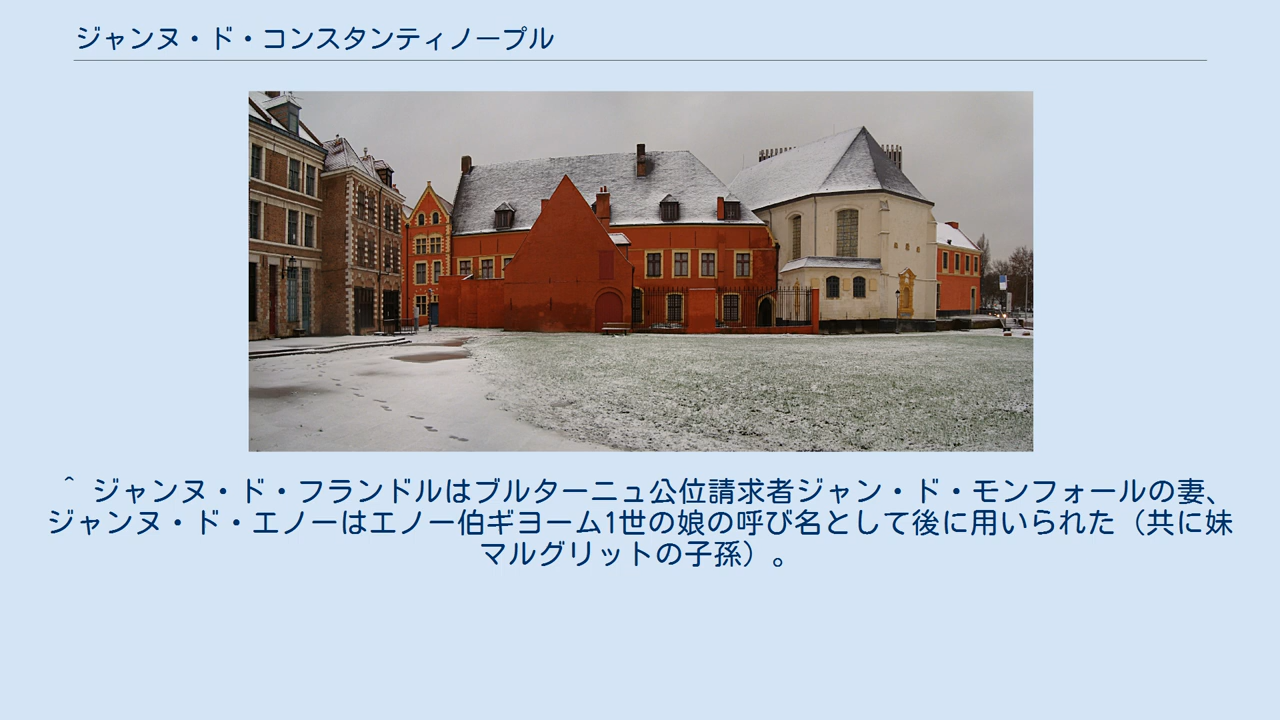 ジャンヌ・ド・コンスタンティノープル
^ ジャンヌ・ド・フランドルはブルターニュ公位請求者ジャン・ド・モンフォールの妻、
ジャンヌ・ド・エノーはエノー伯ギヨーム1世の娘の呼び名として後に用いられた（共に妹
マルグリットの子孫）。